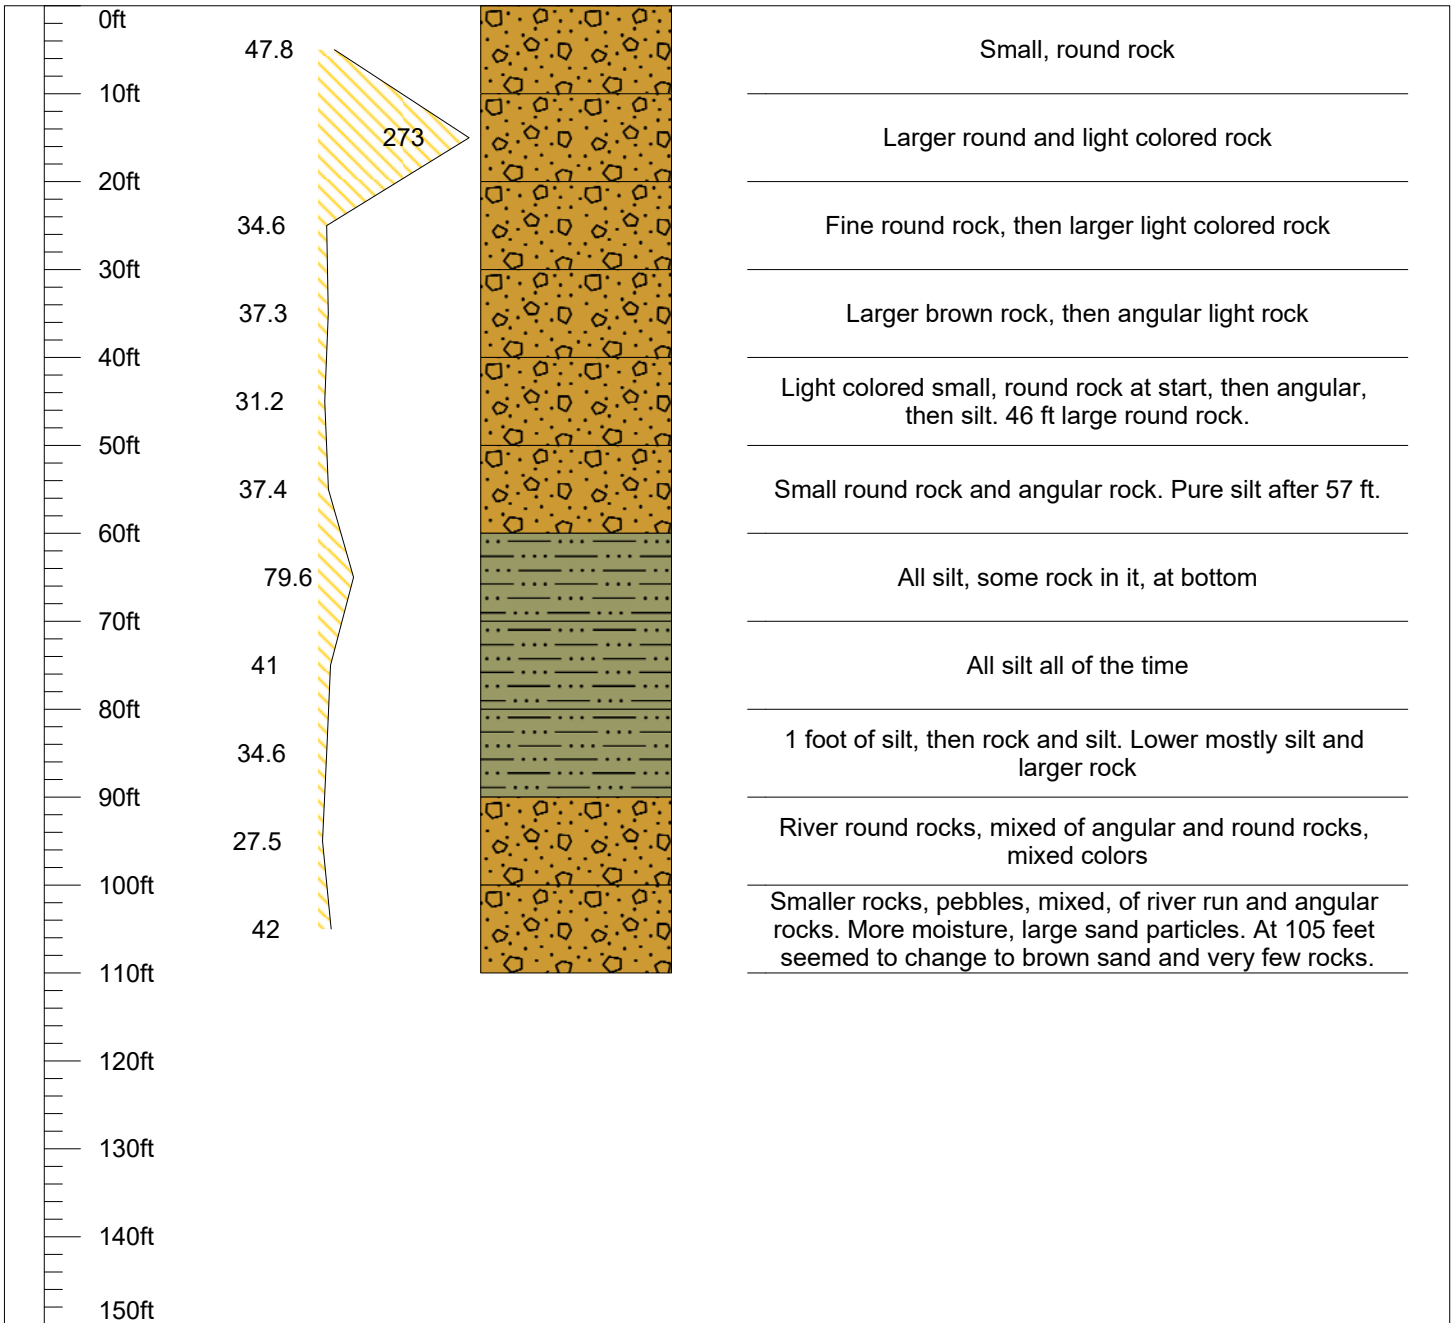 0ft
47.8
Small, round rock
10ft
273
Larger round and light colored rock
20ft
34.6
Fine round rock, then larger light colored rock
30ft
37.3
Larger brown rock, then angular light rock
40ft
31.2
Light colored small, round rock at start, then angular,
then silt. 46 ft large round rock.
50ft
37.4
Small round rock and angular rock. Pure silt after 57 ft.
60ft
79.6
All silt, some rock in it, at bottom
70ft
41
All silt all of the time
80ft
34.6
1 foot of silt, then rock and silt. Lower mostly silt and
larger rock
90ft
27.5
River round rocks, mixed of angular and round rocks,
mixed colors
100ft
42
Smaller rocks, pebbles, mixed, of river run and angular
rocks. More moisture, large sand particles. At 105 feet
seemed to change to brown sand and very few rocks.
110ft
120ft
130ft
140ft
150ft